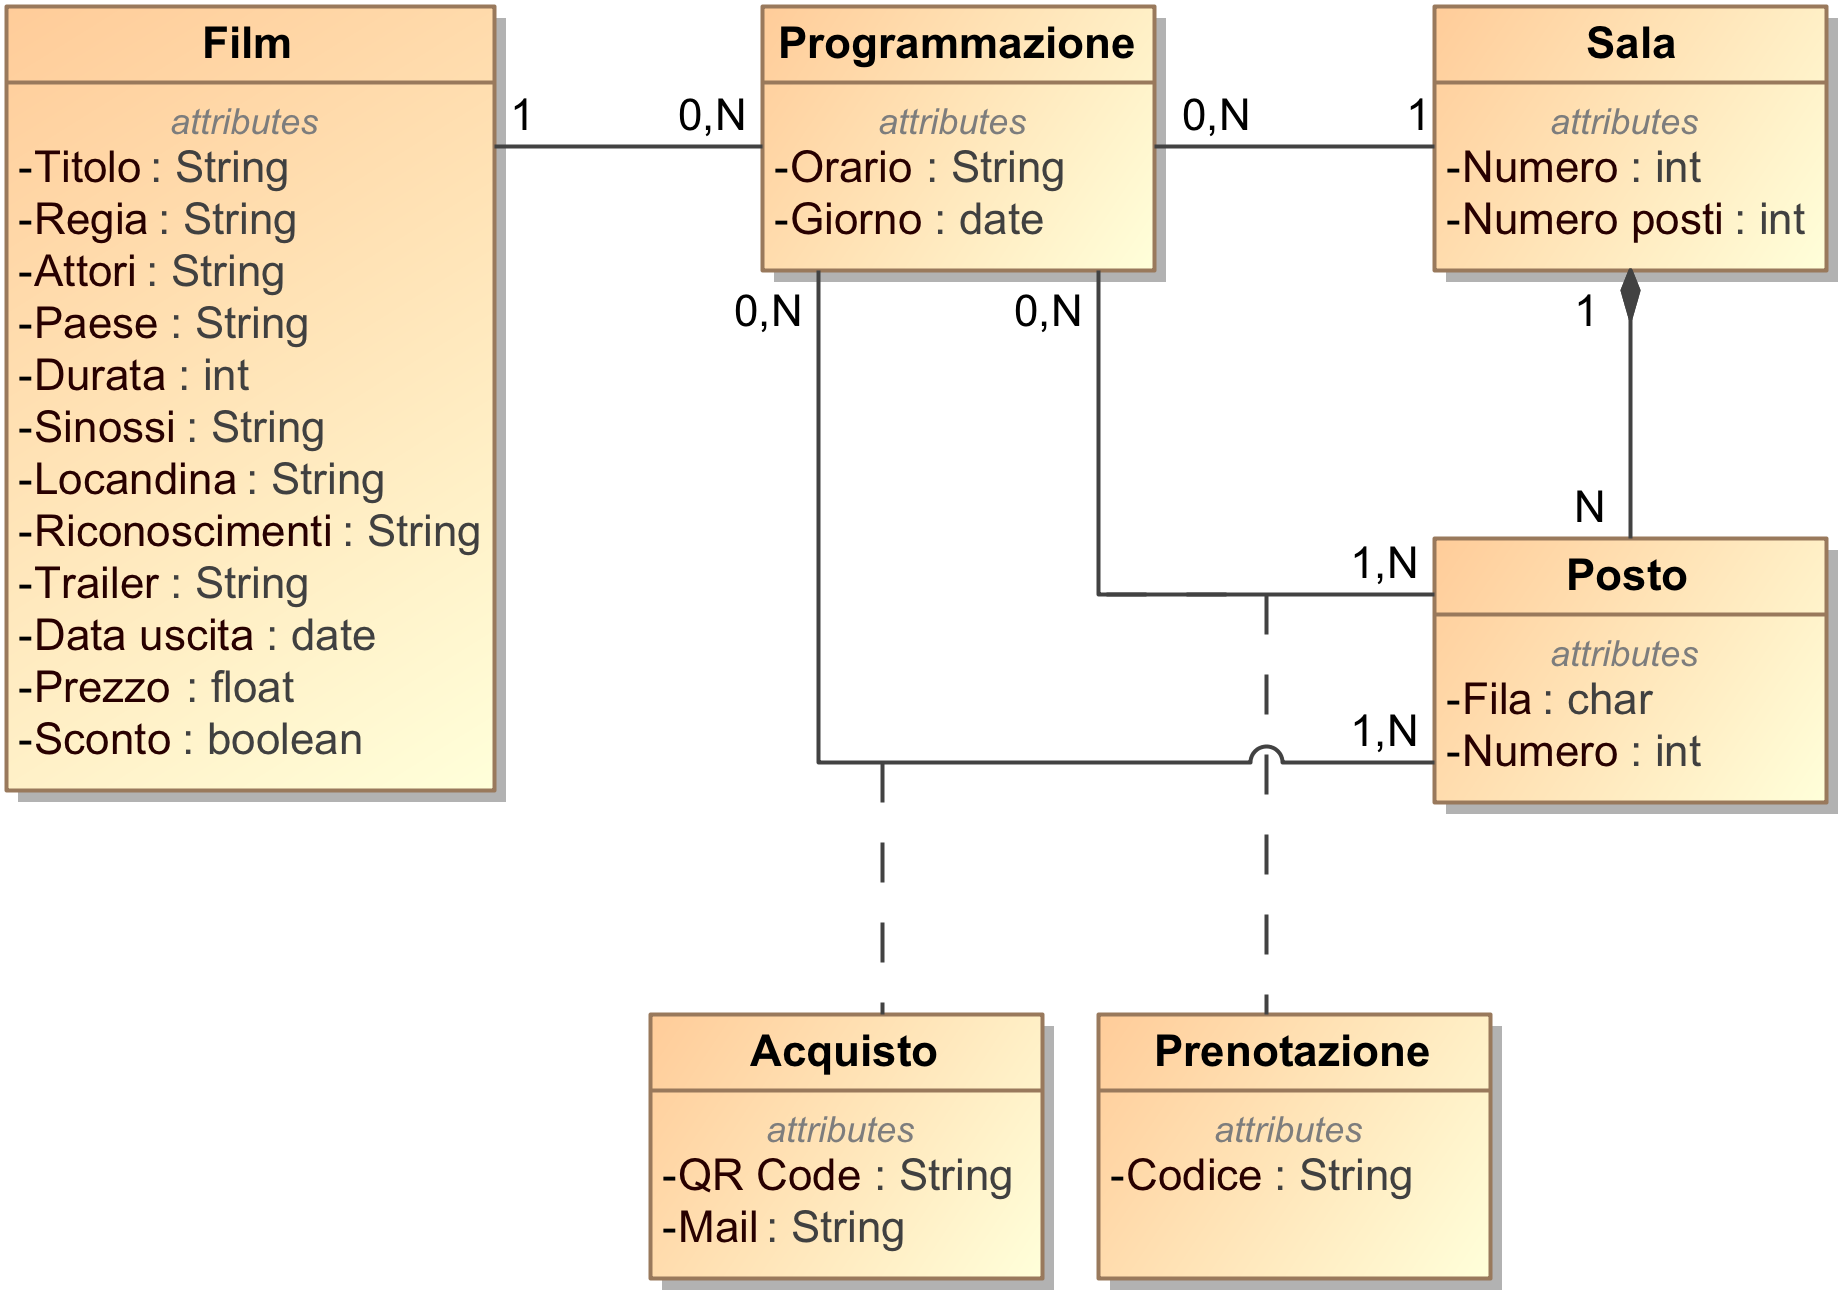 Film
attributes
-Titolo : String
-Regia : String
-Attori : String
-Paese : String
-Durata : int
-Sinossi : String
-Locandina : String
-Riconoscimenti : String
-Trailer : String
-Data uscita : date
-Prezzo : float
-Sconto : boolean
1
0,N
Programmazione
attributes
-Orario : String
-Giorno : date
0,N
1
Sala
attributes
-Numero : int
-Numero posti : int
0,N
0,N
1
N
1,N
1,N
Posto
attributes
-Fila : char
-Numero : int
Acquisto
attributes
-QR Code : String
-Mail : String
Prenotazione
attributes
-Codice : String